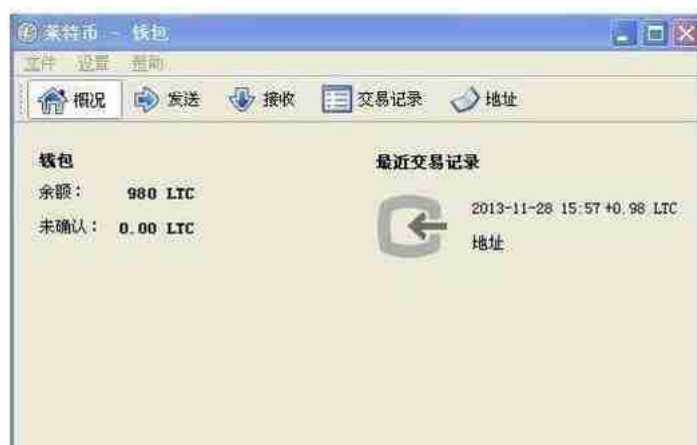 莱特币 - 钱包
文件 设置 帮助
概况 发送 接收 交易记录 地址
钱包
余额： 980 LTC
未确认： 0.00 LTC
最近交易记录
2013-11-28 15:57 +0.98 LTC
地址